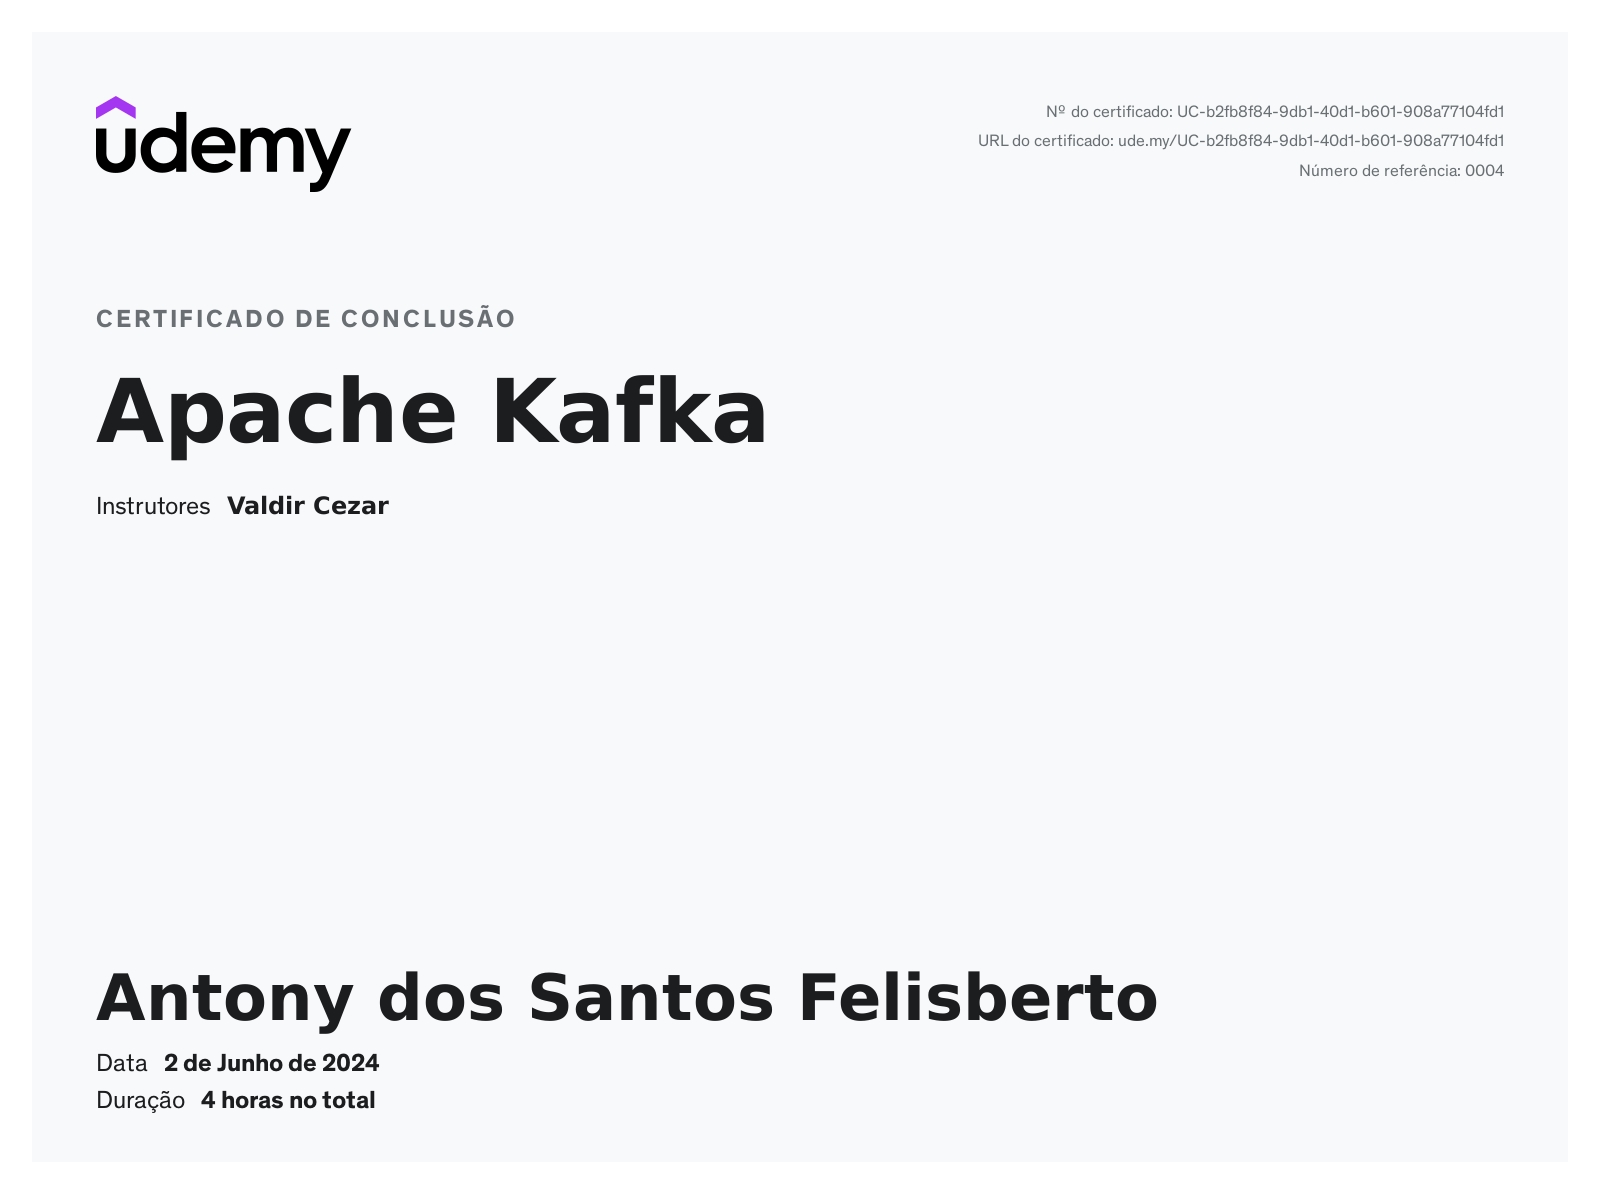 udemy
Nº do certificado: UC-b2fb8f84-9db1-40d1-b601-908a77104fd1
URL do certificado: ude.my/UC-b2fb8f84-9db1-40d1-b601-908a77104fd1
Número de referência: 0004
CERTIFICADO DE CONCLUSÃO
Apache Kafka
Instrutores Valdir Cezar
Antony dos Santos Felisberto
Data 2 de Junho de 2024
Duração 4 horas no total